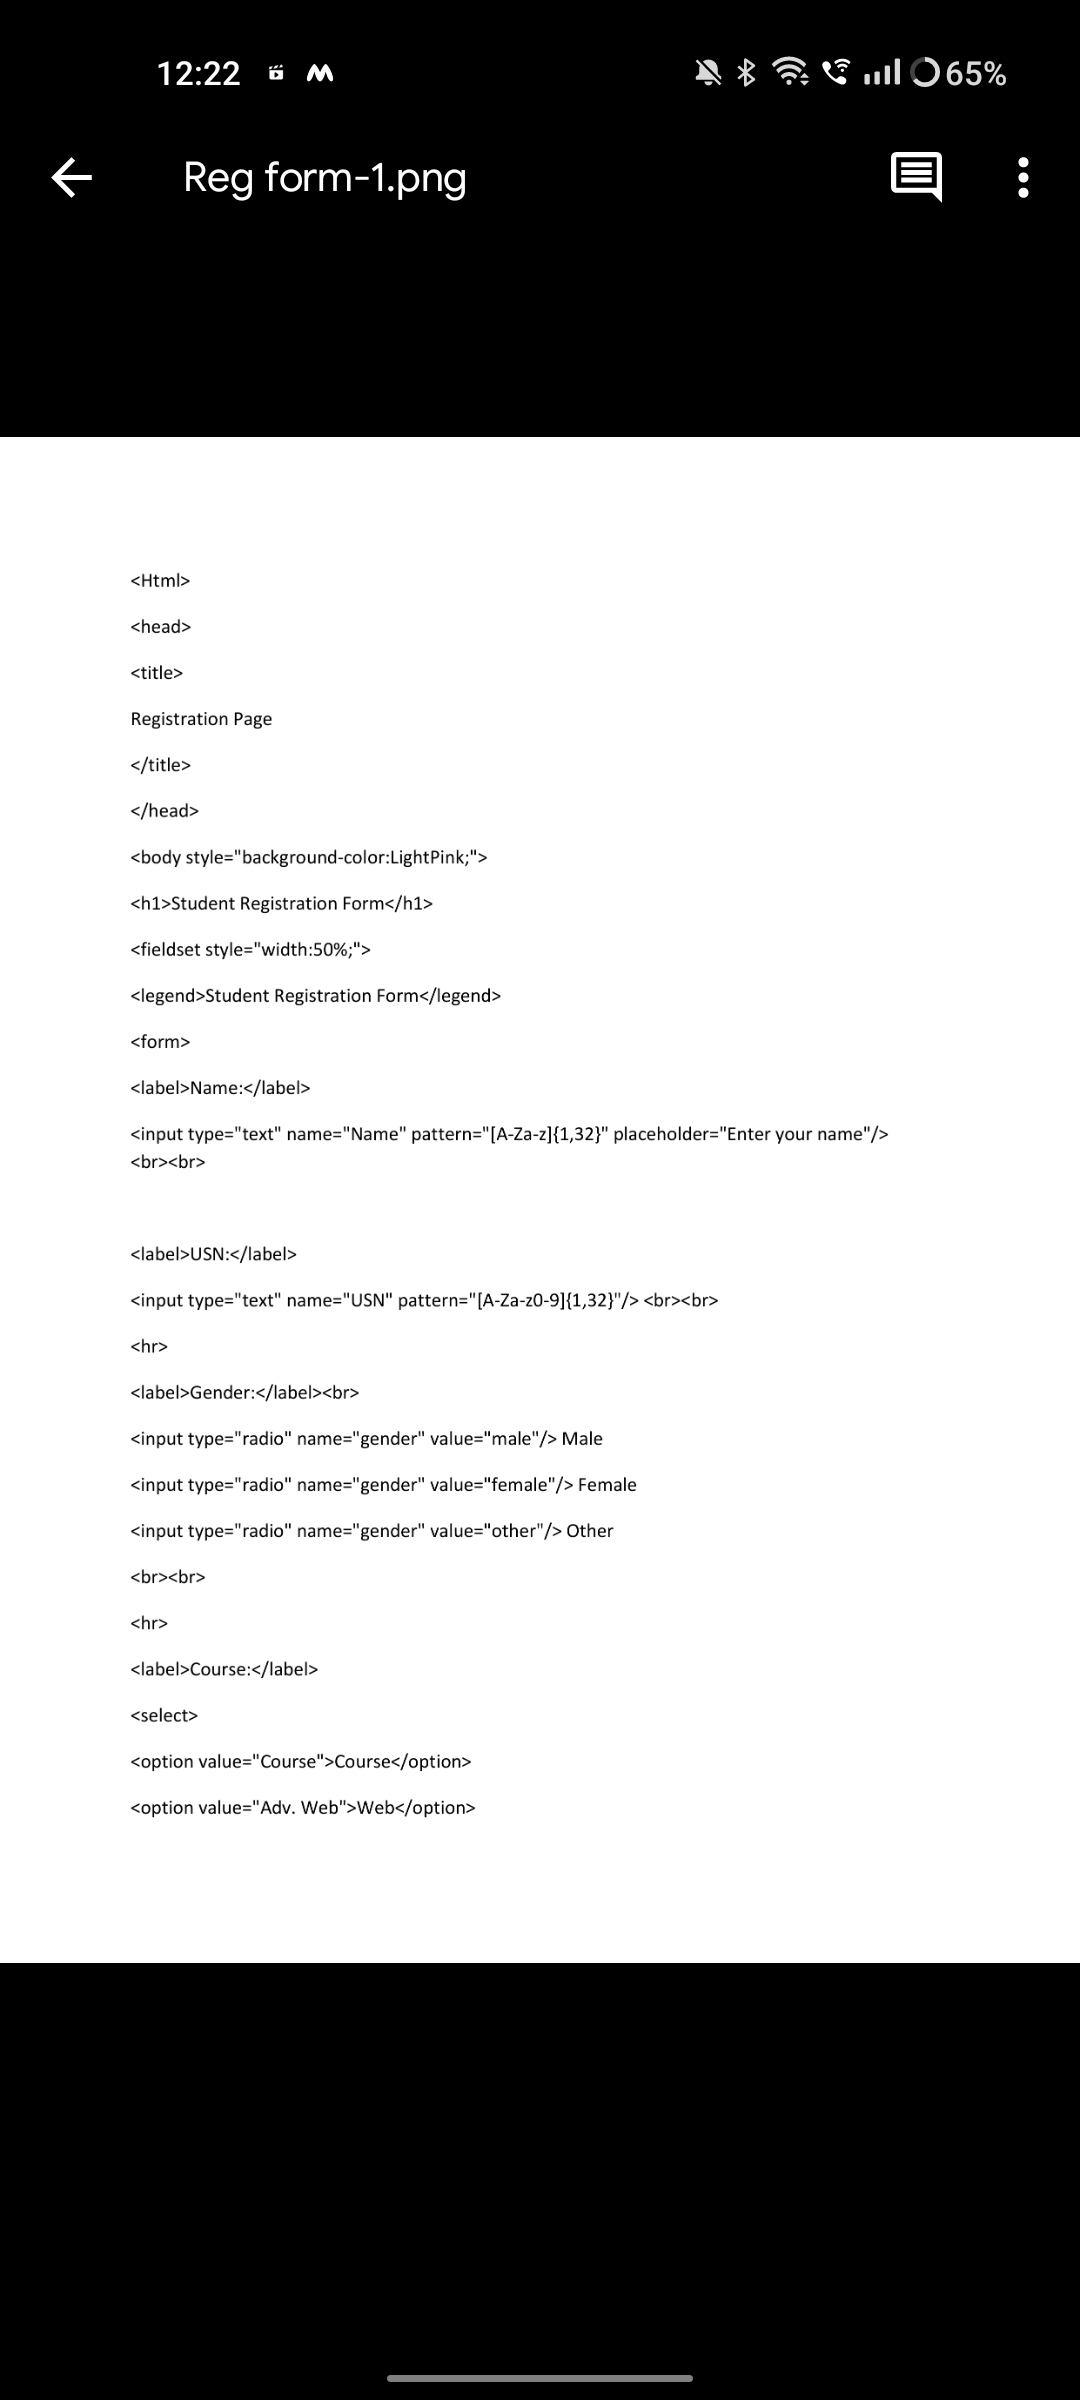 12:22
65%
Reg form-1.png
<Html>
<head>
<title>
Registration Page
</title>
</head>
<body style="background-color:LightPink;">
<h1>Student Registration Form</h1>
<fieldset style="width:50%;">
<legend>Student Registration Form</legend>
<form>
<label>Name:</label>
<input type="text" name="Name" pattern="[A-Za-z]{1,32}" placeholder="Enter your name"/>
<br><br>
<label>USN:</label>
<input type="text" name="USN" pattern="[A-Za-z0-9]{1,32}"/> <br><br>
<hr>
<label>Gender:</label><br>
<input type="radio" name="gender" value="male"/> Male
<input type="radio" name="gender" value="female"/> Female
<input type="radio" name="gender" value="other"/> Other
<br><br>
<hr>
<label>Course:</label>
<select>
<option value="Course">Course</option>
<option value="Adv. Web">Web</option>